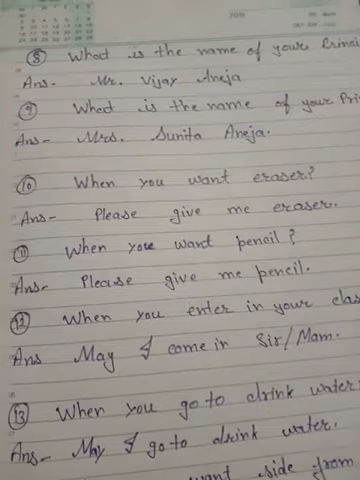 2019
⑧ What is the name of your
Ans. Mr. Vijay Aneja
⑨ What is the name of your
Ans- Mrs. Sunita Aneja.
⑩ When you want eraser?
Ans- Please give me eraser.
⑪ When you want pencil?
Ans- Please give me pencil.
⑫ When you enter in your
Ans May I come in Sir/Mam.
⑬ When you go to drink water
Ans- May I go to drink water.
want side from